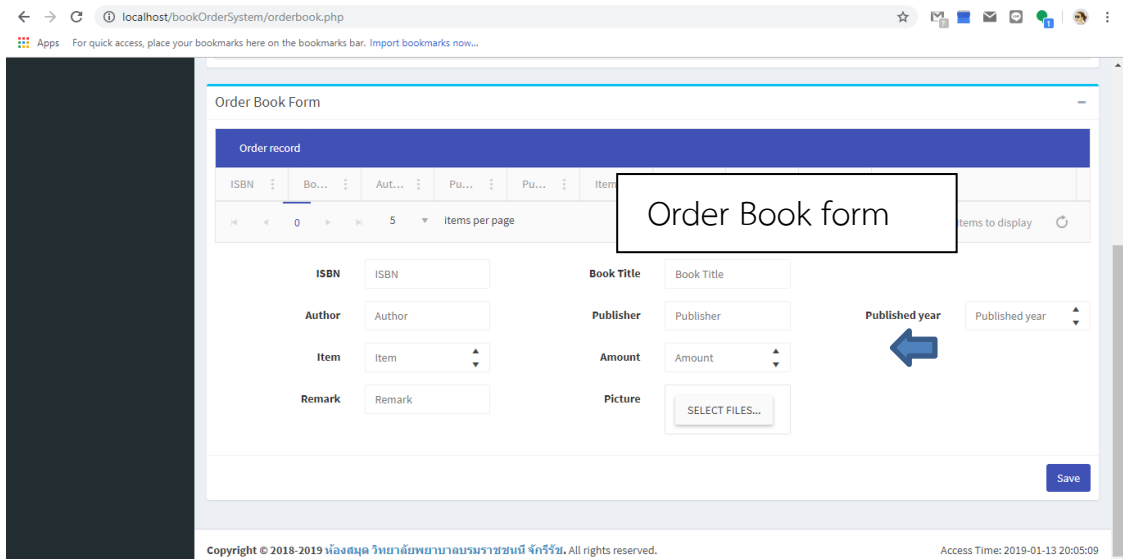 localhost/bookOrderSystem/orderbook.php
Apps For quick access, place your bookmarks here on the bookmarks bar. Import bookmarks now...
Order Book Form
Order record
ISBN Bo... Aut... Pu... Pu... Item
Order Book form
0 5 items per page items to display
ISBN ISBN Book Title Book Title
Author Author Publisher Publisher Published year Published year
Item Item Amount Amount
Remark Remark Picture SELECT FILES...
Save
Copyright © 2018-2019 ห้องสมุด วิทยาลัยพยาบาลบรมราชชนนี จักรีรัช. All rights reserved. Access Time: 2019-01-13 20:05:09